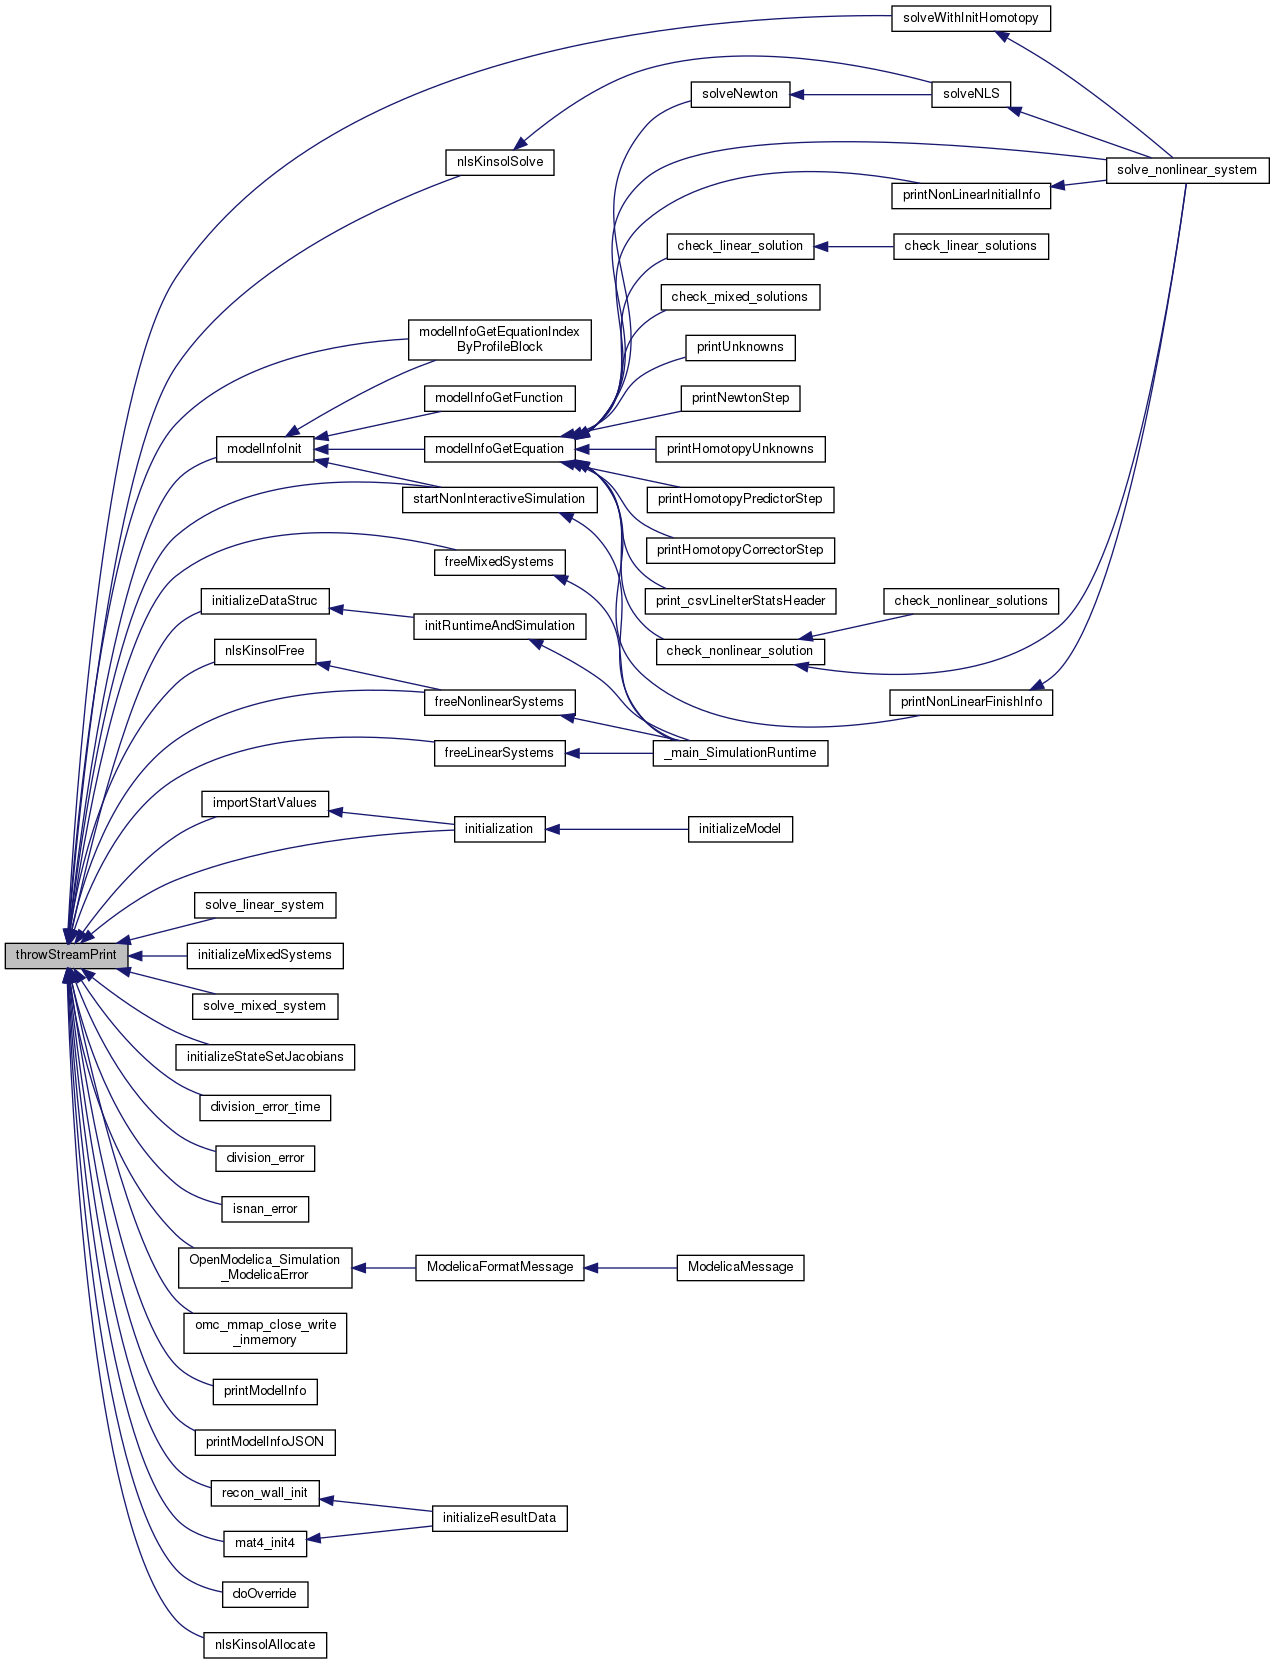 solveWithInitHomotopy
solveNewton
solveNLS
nlsKinsolSolve
solve_nonlinear_system
printNonLinearInitialInfo
check_linear_solution
check_linear_solutions
check_mixed_solutions
modelInfoGetEquationIndex
ByProfileBlock
printUnknowns
modelInfoGetFunction
printNewtonStep
modelInfoInit
modelInfoGetEquation
printHomotopyUnknowns
startNonInteractiveSimulation
printHomotopyPredictorStep
printHomotopyCorrectorStep
freeMixedSystems
initializeDataStruc
print_csvLineIterStatsHeader
check_nonlinear_solutions
initRuntimeAndSimulation
nlsKinsolFree
check_nonlinear_solution
freeNonlinearSystems
printNonLinearFinishInfo
freeLinearSystems
_main_SimulationRuntime
importStartValues
initialization
initializeModel
solve_linear_system
throwStreamPrint
initializeMixedSystems
solve_mixed_system
initializeStateSetJacobians
division_error_time
division_error
isnan_error
OpenModelica_Simulation
_ModelicaError
ModelicaFormatMessage
ModelicaMessage
omc_mmap_close_write
_inmemory
printModelInfo
printModelInfoJSON
recon_wall_init
initializeResultData
mat4_init4
doOverride
nlsKinsolAllocate